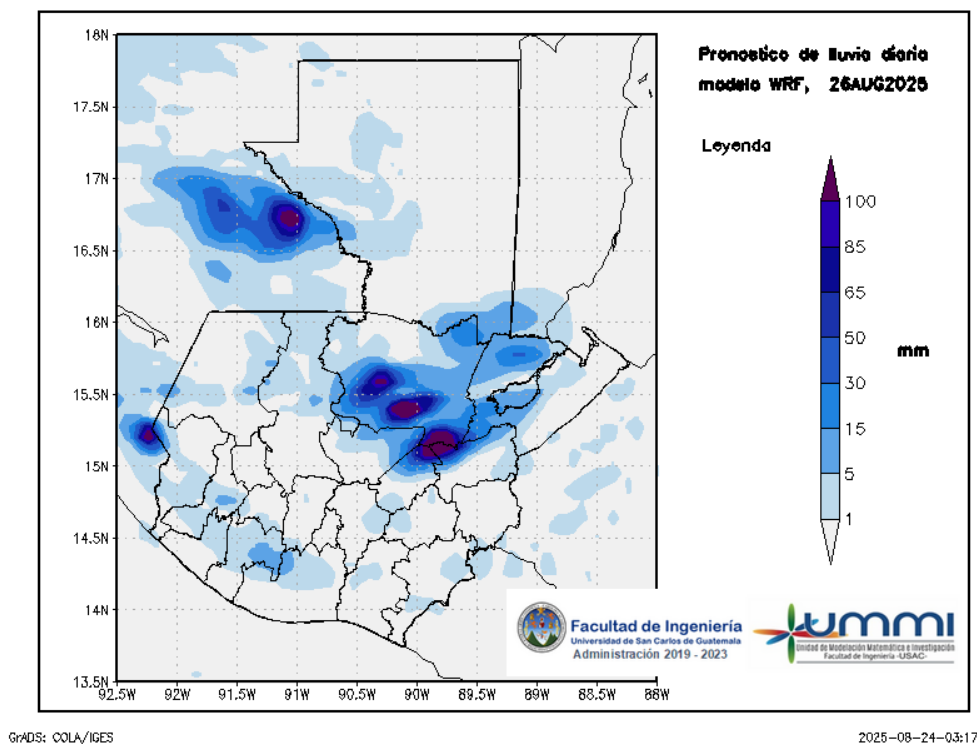 Pronostico de lluvia diaria
modelo WRF, 26AUG2025
Leyenda
100
85
65
50
30
15
5
1
mm
18N
17.5N
17N
16.5N
16N
15.5N
15N
14.5N
14N
13.5N
92.5W
92W
91.5W
91W
90.5W
90W
89.5W
89W
88.5W
88W
Facultad de Ingeniería
Universidad de San Carlos de Guatemala
Administración 2019 - 2023
UMMI
Unidad de Modelación Matemática e Investigación
Facultad de Ingeniería -USAC-
GrADS: COLA/IGES
2025-08-24-03:17